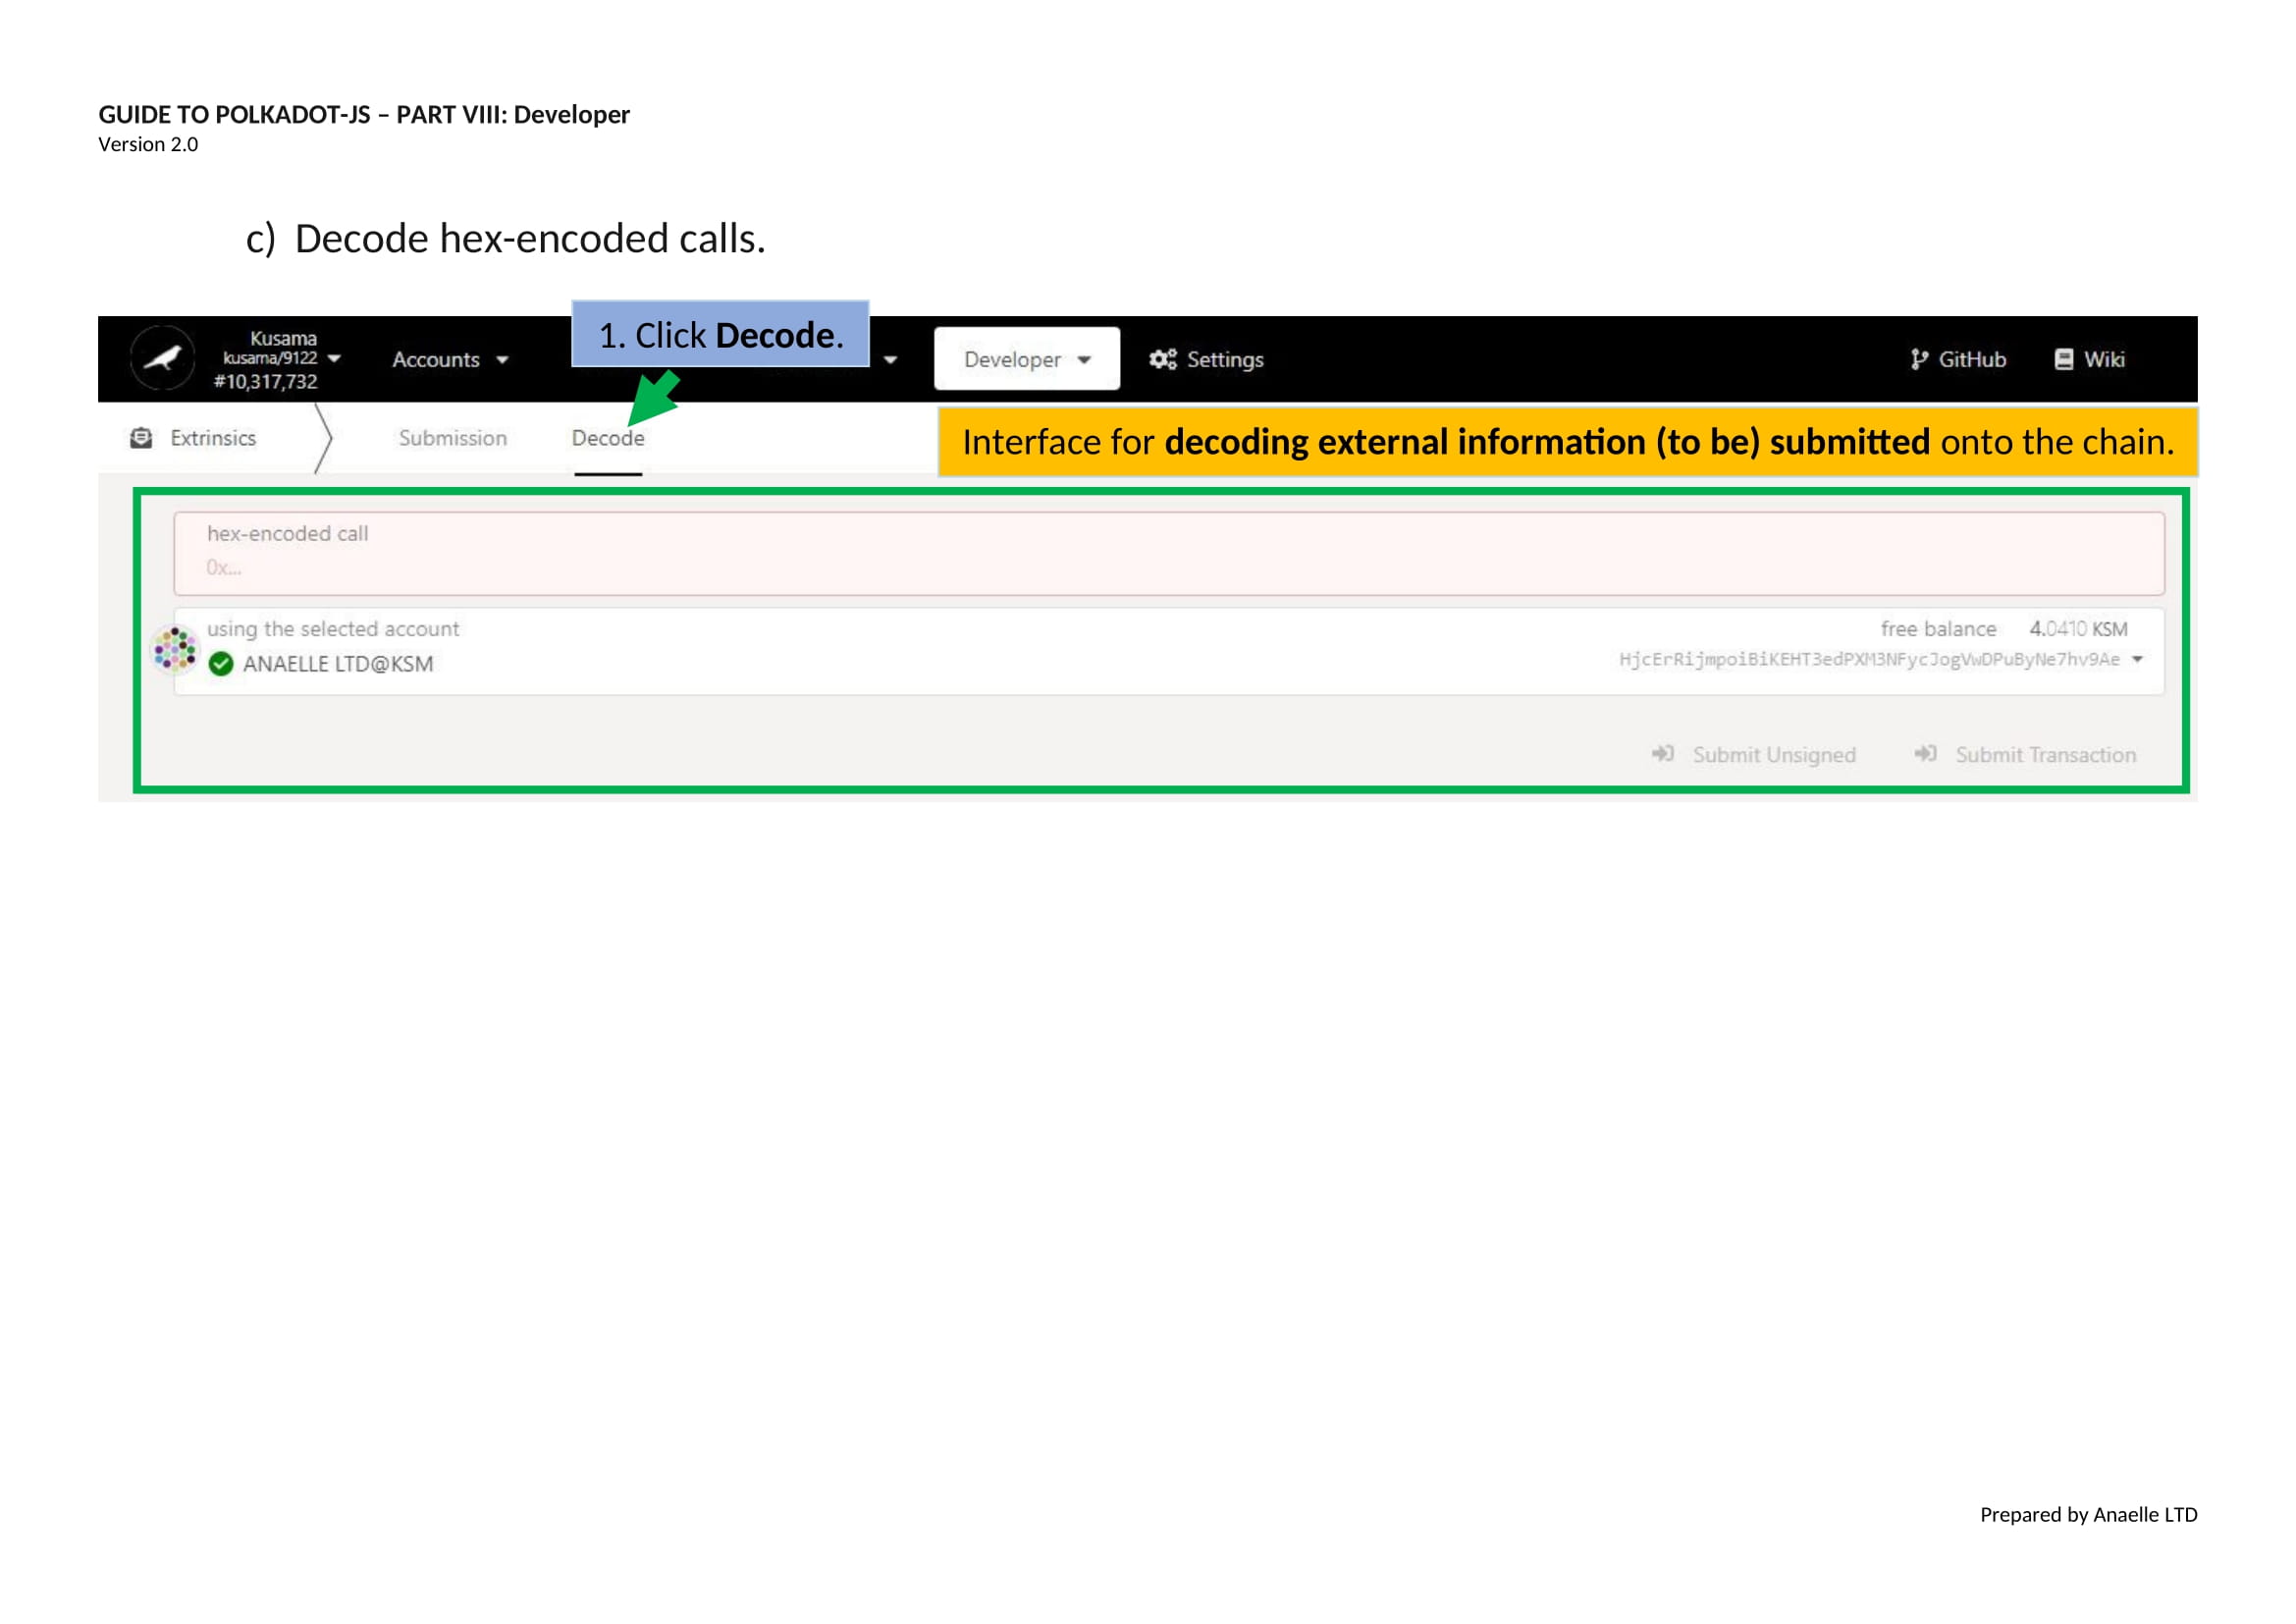 GUIDE TO POLKADOT-JS – PART VIII: Developer
Version 2.0
c) Decode hex-encoded calls.
1. Click Decode.
Kusama
kusama/9122
#10,317,732
Accounts
Developer
Settings
GitHub
Wiki
Extrinsics
Submission
Decode
Interface for decoding external information (to be) submitted onto the chain.
hex-encoded call
0x...
using the selected account
free balance 4.0410 KSM
ANAELLE LTD@KSM
HjcErRijmpoiBiKEHT3edPXM3NFycJogVwDPuByNe7hv9Ae
Submit Unsigned
Submit Transaction
Prepared by Anaelle LTD